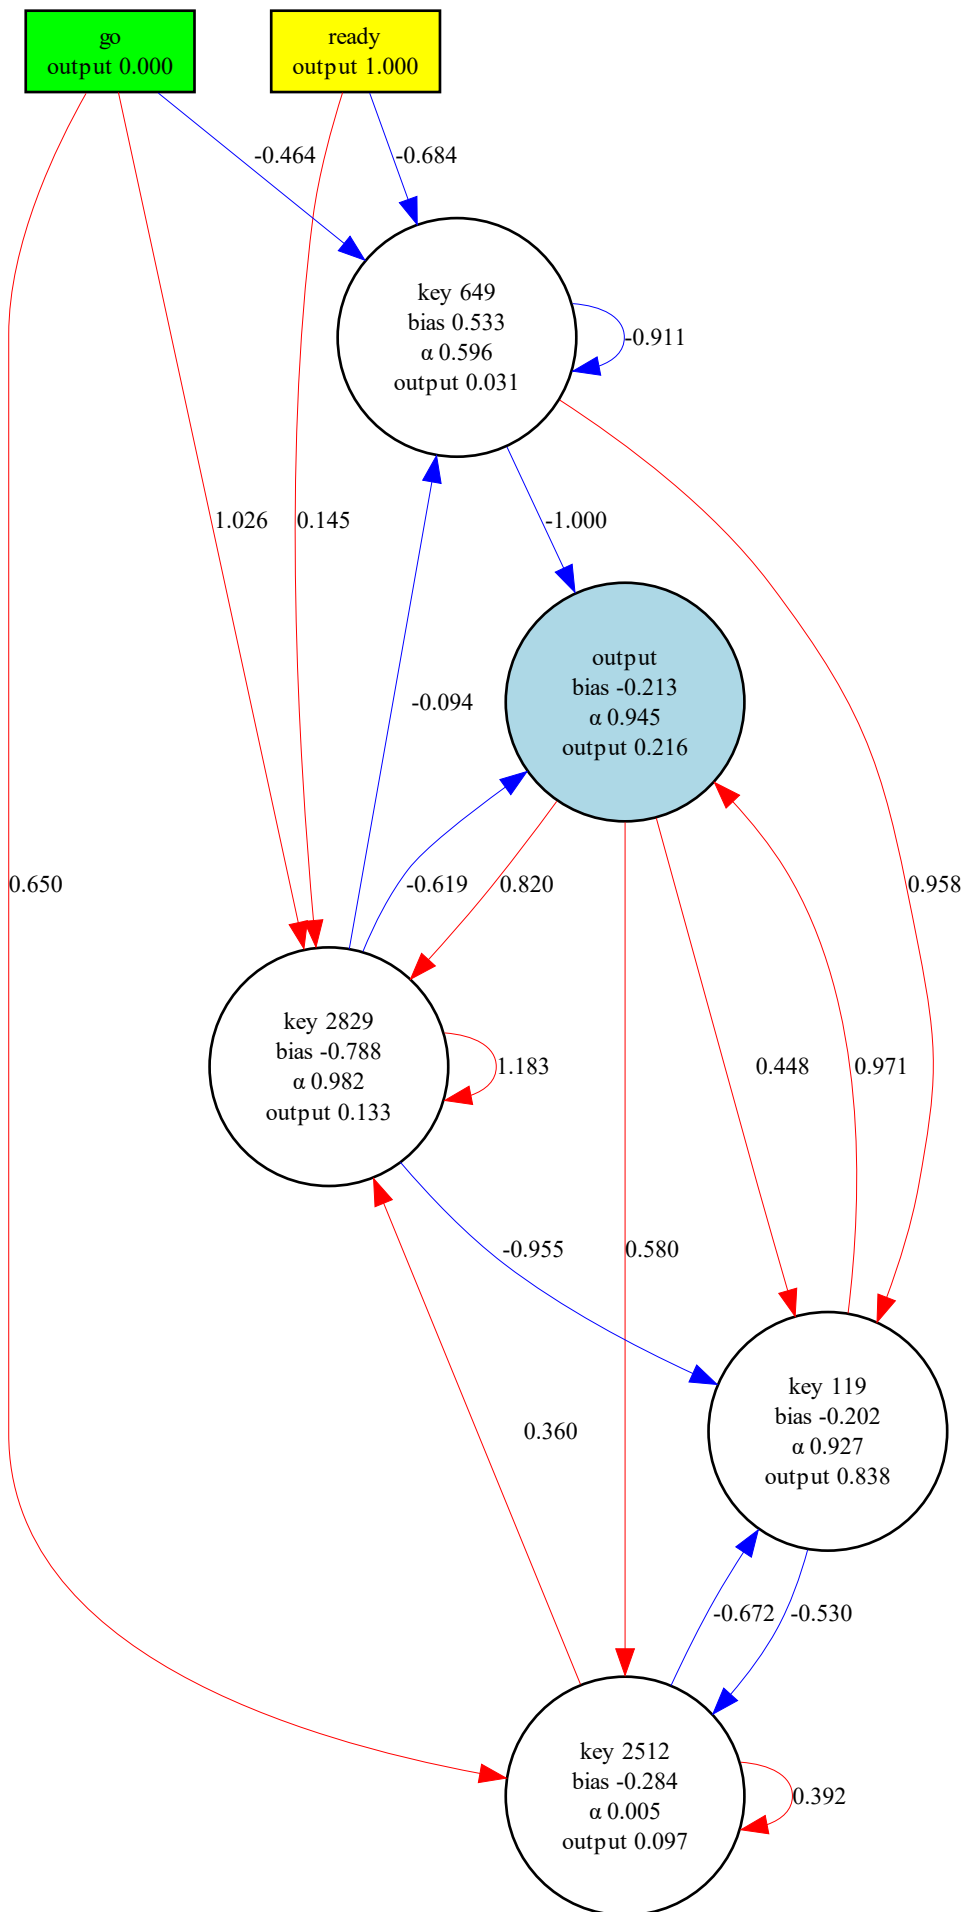 go
output 0.000
ready
output 1.000
-0.464
-0.684
key 649
bias 0.533
α 0.596
output 0.031
-0.911
1.026
0.145
-1.000
output
bias -0.213
α 0.945
output 0.216
-0.094
0.650
-0.619
0.820
0.958
key 2829
bias -0.788
α 0.982
output 0.133
1.183
0.448
0.971
-0.955
0.580
key 119
bias -0.202
α 0.927
output 0.838
0.360
-0.672
-0.530
key 2512
bias -0.284
α 0.005
output 0.097
0.392